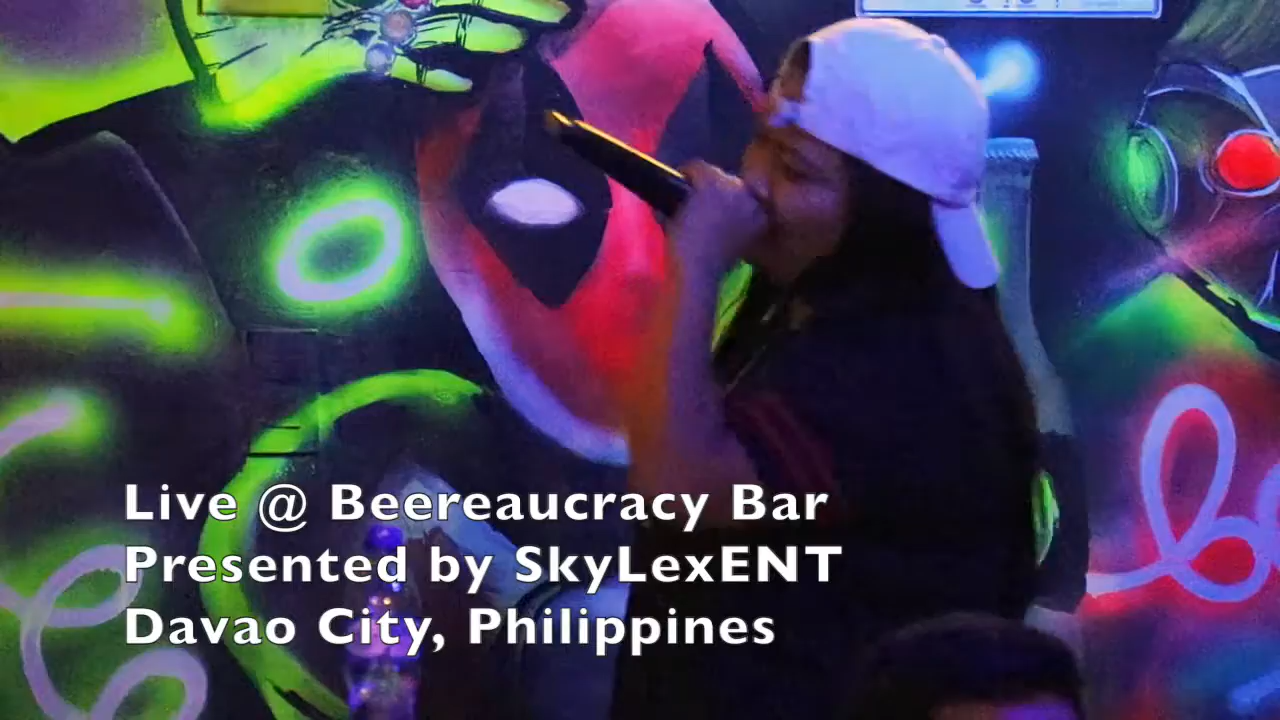 Live @ Beereaucracy Bar
Presented by SkyLexENT
Davao City, Philippines